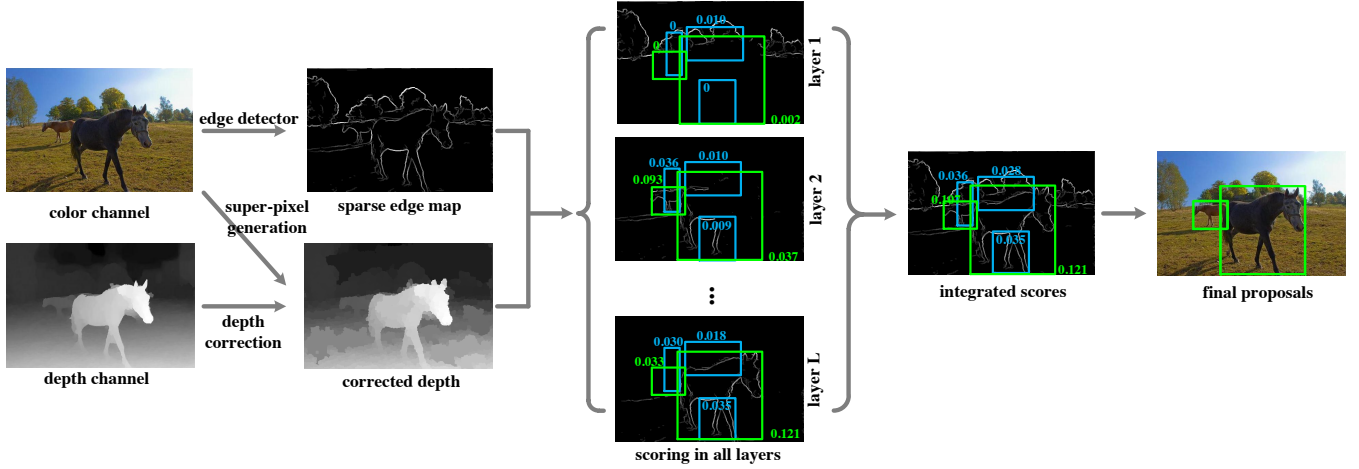 edge detector
color channel
super-pixel
generation
sparse edge map
depth channel
depth
correction
corrected depth
0
0.010
0
0
0.002
layer 1
0.036
0.010
0.093
0.009
0.037
layer 2
...
0.030
0.018
0.033
0.035
0.121
layer L
scoring in all layers
0.036
0.028
0.107
0.035
0.121
integrated scores
final proposals